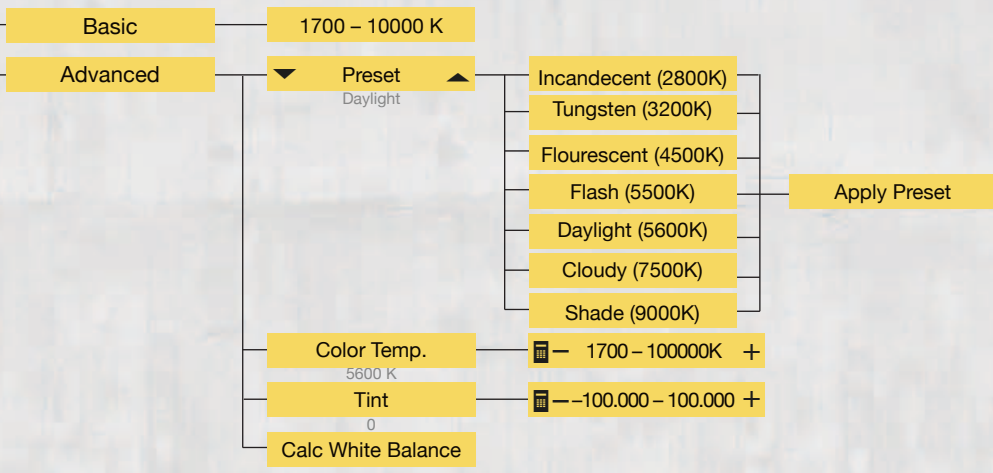 Basic
1700 – 10000 K
Advanced
Preset
Daylight
Incandecent (2800K)
Tungsten (3200K)
Flourescent (4500K)
Flash (5500K)
Daylight (5600K)
Cloudy (7500K)
Shade (9000K)
Apply Preset
Color Temp.
5600 K
– 1700 – 100000K +
Tint
0
– -100.000 – 100.000 +
Calc White Balance